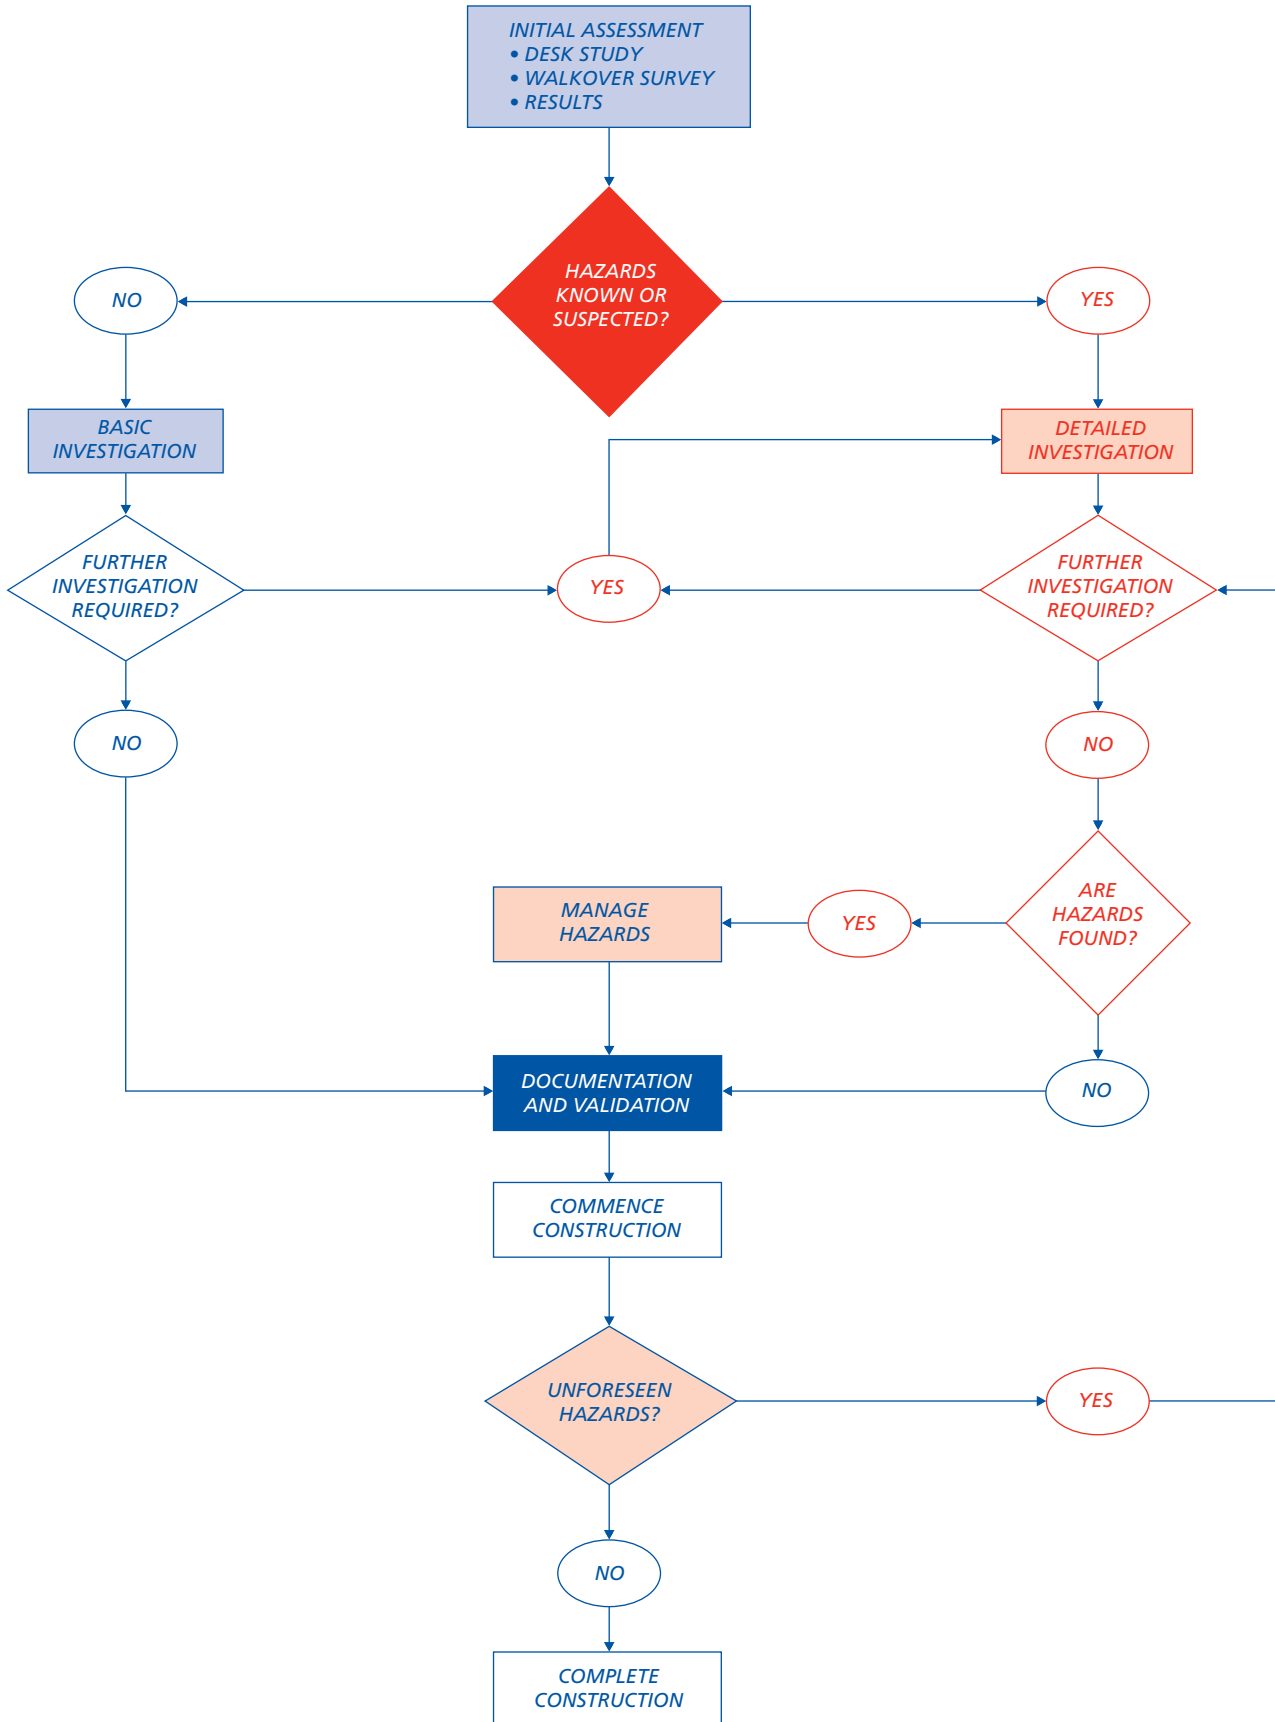 INITIAL ASSESSMENT
• DESK STUDY
• WALKOVER SURVEY
• RESULTS
HAZARDS
KNOWN OR
SUSPECTED?
NO
YES
BASIC
INVESTIGATION
DETAILED
INVESTIGATION
FURTHER
INVESTIGATION
REQUIRED?
YES
FURTHER
INVESTIGATION
REQUIRED?
NO
NO
ARE
HAZARDS
FOUND?
YES
MANAGE
HAZARDS
DOCUMENTATION
AND VALIDATION
NO
COMMENCE
CONSTRUCTION
UNFORESEEN
HAZARDS?
YES
NO
COMPLETE
CONSTRUCTION